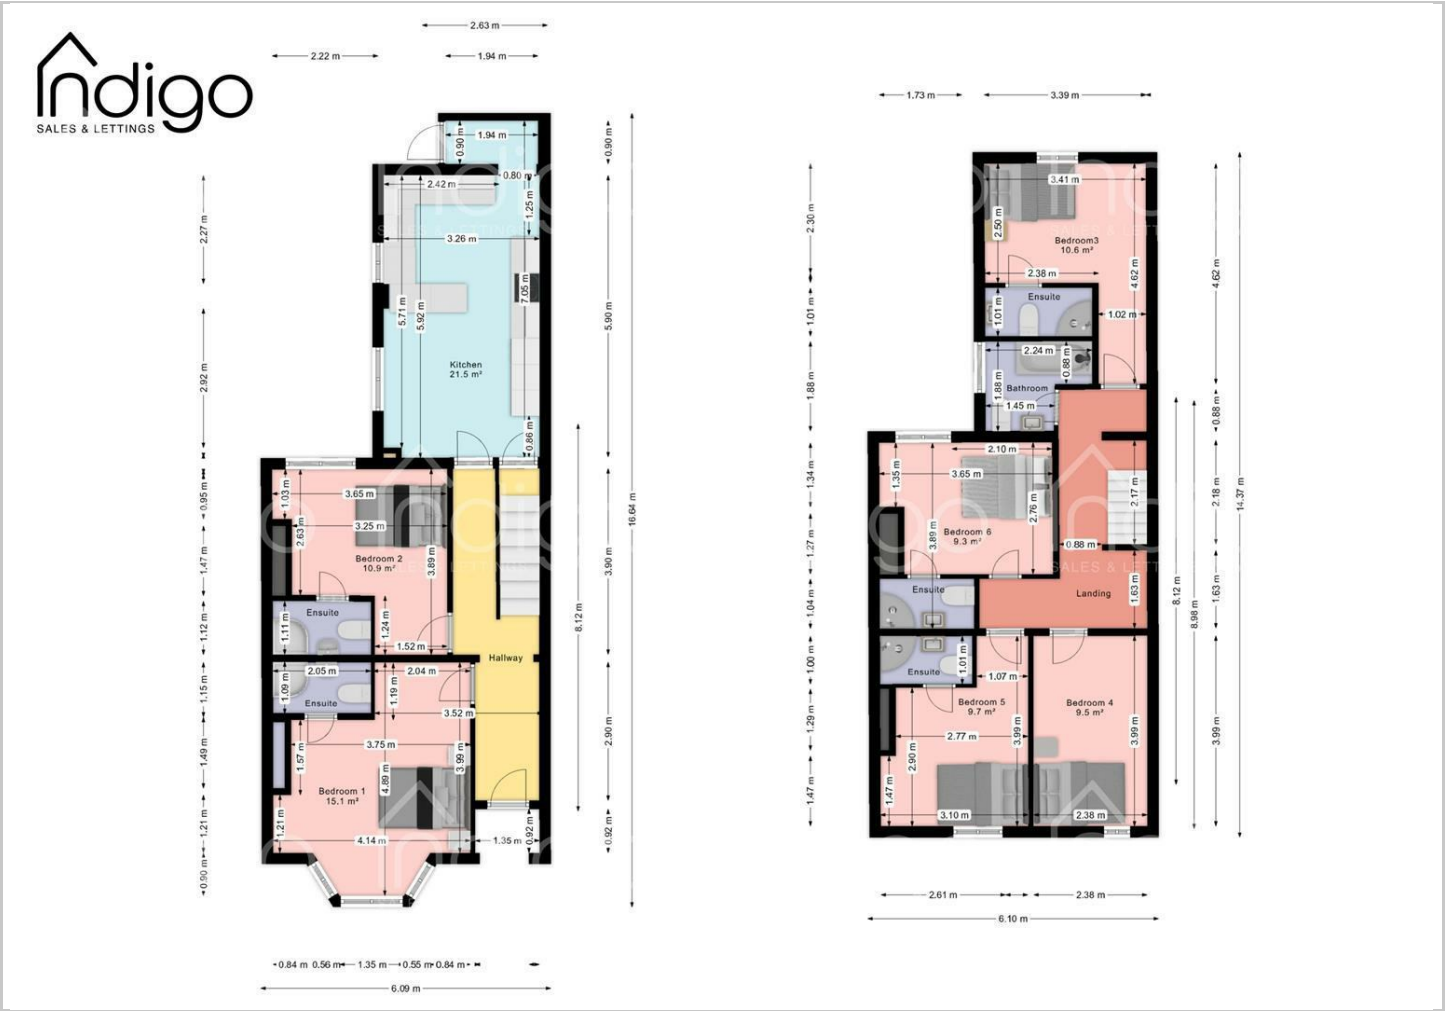 Indigo
SALES & LETTINGS
2.63 m
2.22 m
1.94 m
0.90 m
1.94 m
0.90 m
2.42 m
0.80 m
1.25 m
2.27 m
3.26 m
7.05 m
5.71 m
5.92 m
5.90 m
2.92 m
Kitchen
21.5 m²
0.86 m
16.64 m
8.12 m
0.95 m
1.03 m
3.65 m
3.25 m
2.63 m
1.47 m
Bedroom 2
10.9 m²
3.89 m
3.90 m
Ensuite
1.12 m
1.11 m
1.24 m
1.52 m
Hallway
1.15 m
1.09 m
2.05 m
2.04 m
1.19 m
Ensuite
3.52 m
3.75 m
1.49 m
1.57 m
4.89 m
3.99 m
2.90 m
Bedroom 1
15.1 m²
1.21 m
1.21 m
4.14 m
1.35 m
0.92 m
0.92 m
0.90 m
0.84 m
0.56 m
1.35 m
0.55 m
0.84 m
6.09 m
1.73 m
3.39 m
3.41 m
2.30 m
2.50 m
Bedroom3
10.6 m²
2.38 m
4.62 m
4.62 m
Ensuite
1.01 m
1.01 m
1.02 m
2.24 m
0.88 m
1.88 m
1.88 m
Bathroom
1.45 m
0.88 m
14.37 m
2.10 m
1.34 m
1.35 m
3.65 m
2.76 m
2.17 m
2.18 m
Bedroom 6
9.3 m²
3.89 m
1.27 m
0.88 m
Ensuite
1.04 m
Landing
1.63 m
1.63 m
8.12 m
8.98 m
1.00 m
1.01 m
Ensuite
1.07 m
Bedroom 5
9.7 m²
Bedroom 4
9.5 m²
1.29 m
2.77 m
2.90 m
3.99 m
3.99 m
3.99 m
1.47 m
1.47 m
3.10 m
2.38 m
2.61 m
2.38 m
6.10 m